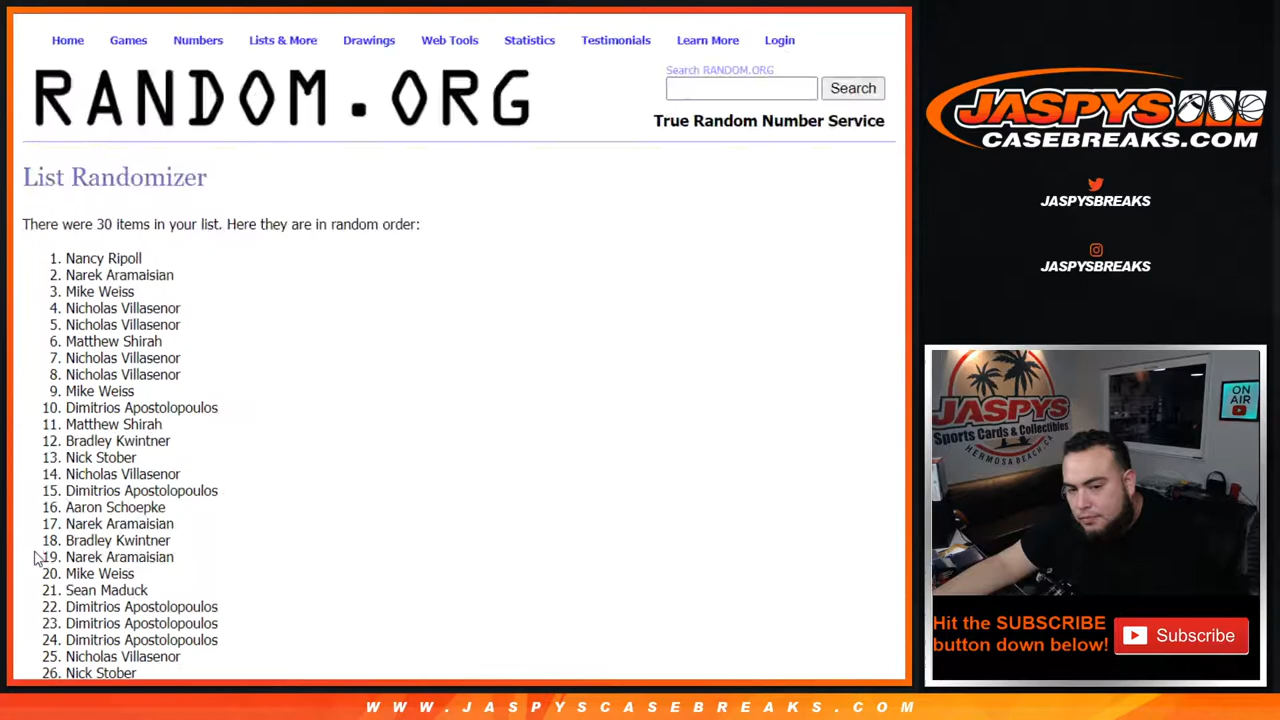 Home Games Numbers Lists & More Drawings Web Tools Statistics Testimonials Learn More Login
RANDOM.ORG
Search RANDOM.ORG
Search
True Random Number Service
List Randomizer
There were 30 items in your list. Here they are in random order:
1. Nancy Ripoll
2. Narek Aramaisian
3. Mike Weiss
4. Nicholas Villasenor
5. Nicholas Villasenor
6. Matthew Shirah
7. Nicholas Villasenor
8. Nicholas Villasenor
9. Mike Weiss
10. Dimitrios Apostolopoulos
11. Matthew Shirah
12. Bradley Kwintner
13. Nick Stober
14. Nicholas Villasenor
15. Dimitrios Apostolopoulos
16. Aaron Schoepke
17. Narek Aramaisian
18. Bradley Kwintner
19. Narek Aramaisian
20. Mike Weiss
21. Sean Maduck
22. Dimitrios Apostolopoulos
23. Dimitrios Apostolopoulos
24. Dimitrios Apostolopoulos
25. Nicholas Villasenor
26. Nick Stober
JASPYS
CASEBREAKS.COM
JASPYSBREAKS
JASPYSBREAKS
JASPYS
Sports Cards & Collectibles
HERMOSA BEACH, CA
ON
AIR
Hit the SUBSCRIBE
button down below!
Subscribe
WWW.JASPYSCASEBREAKS.COM